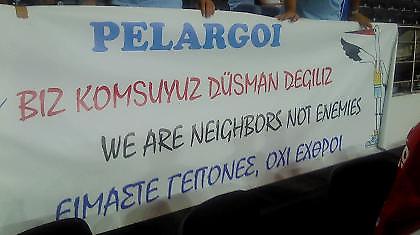 PELARGOI
BIZ KOMSUYUZ DÜSMAN DEGILIZ
WE ARE NEIGHBORS NOT ENEMIES
ΕΙΜΑΣΤΕ ΓΕΙΤΟΝΕΣ, ΟΧΙ ΕΧΘΡΟΙ